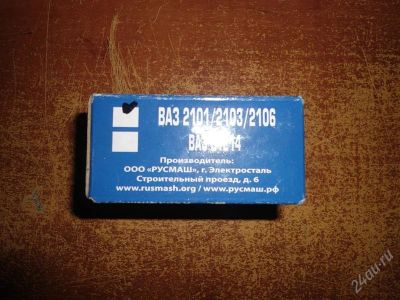 ВАЗ 2101/2103/2106
Производитель:
ООО «РУСМАШ», г. Электросталь
Строительный проезд, д. 6
www.rusmash.org / www.русмаш.рф
24au.ru